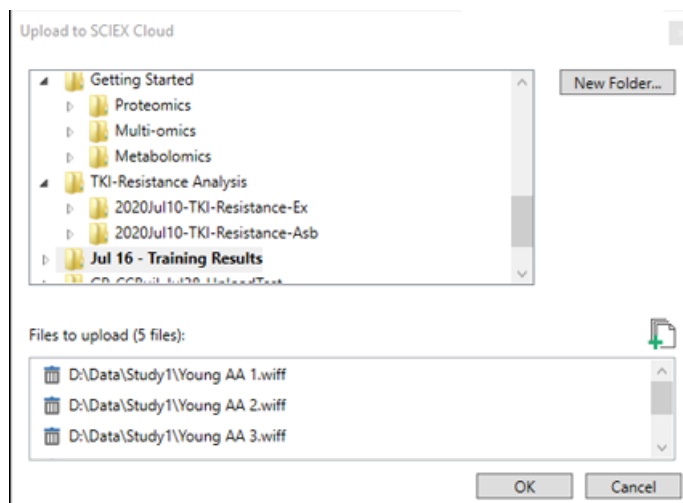 Upload to SCIEX Cloud
Getting Started
New Folder...
Proteomics
Multi-omics
Metabolomics
TKI-Resistance Analysis
2020Jul10-TKI-Resistance-Ex
2020Jul10-TKI-Resistance-Asb
Jul 16 - Training Results
Files to upload (5 files):
D:\Data\Study1\Young AA 1.wiff
D:\Data\Study1\Young AA 2.wiff
D:\Data\Study1\Young AA 3.wiff
OK
Cancel